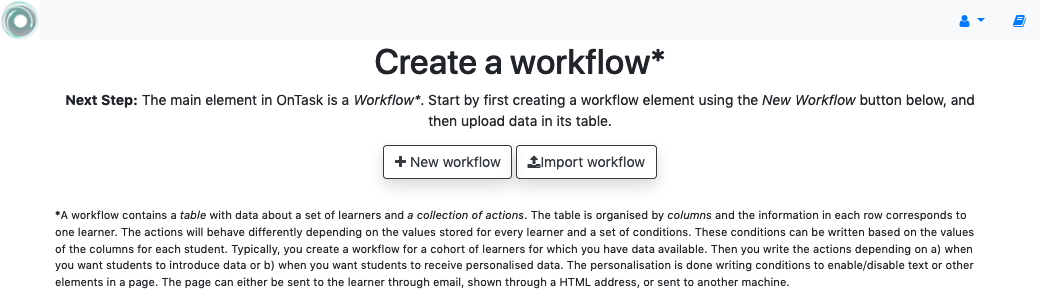 Create a workflow*
Next Step: The main element in OnTask is a Workflow*. Start by first creating a workflow element using the New Workflow button below, and
then upload data in its table.
New workflow
Import workflow
*A workflow contains a table with data about a set of learners and a collection of actions. The table is organised by columns and the information in each row corresponds to
one learner. The actions will behave differently depending on the values stored for every learner and a set of conditions. These conditions can be written based on the values
of the columns for each student. Typically, you create a workflow for a cohort of learners for which you have data available. Then you write the actions depending on a) when
you want students to introduce data or b) when you want students to receive personalised data. The personalisation is done writing conditions to enable/disable text or other
elements in a page. The page can either be sent to the learner through email, shown through a HTML address, or sent to another machine.